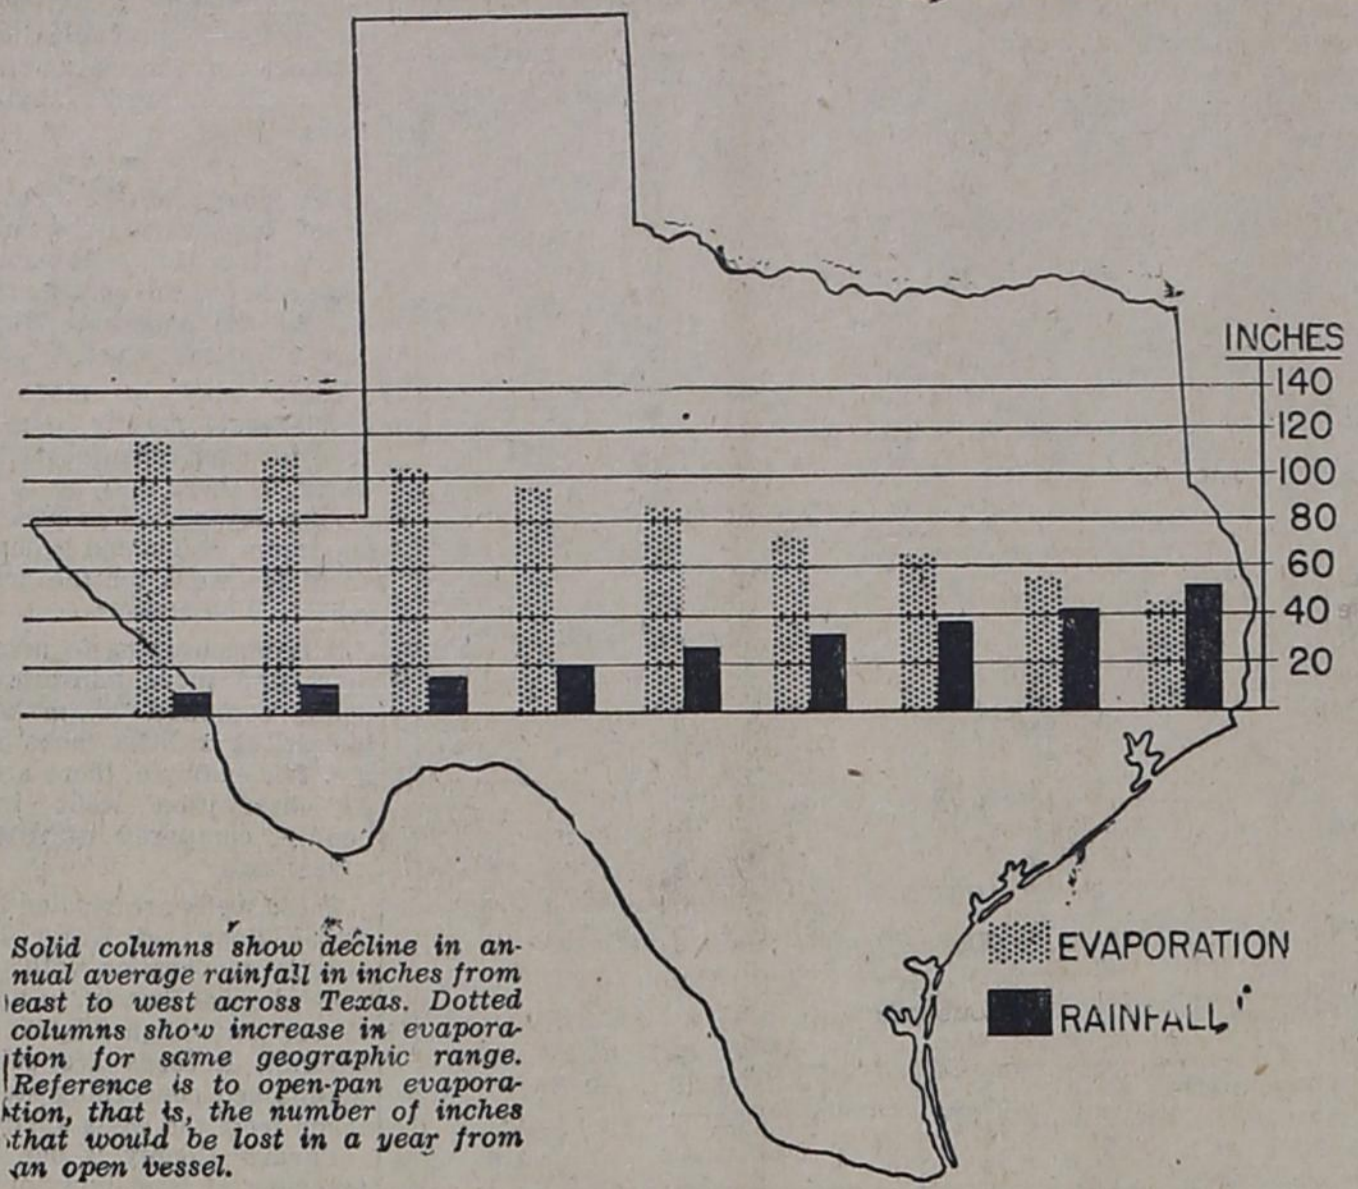 INCHES
140
120
100
80
60
40
20
EVAPORATION
RAINFALL
Solid columns show decline in an-
nual average rainfall in inches from
east to west across Texas. Dotted
columns show increase in evapora-
tion for same geographic range.
Reference is to open-pan evapora-
tion, that is, the number of inches
that would be lost in a year from
an open vessel.